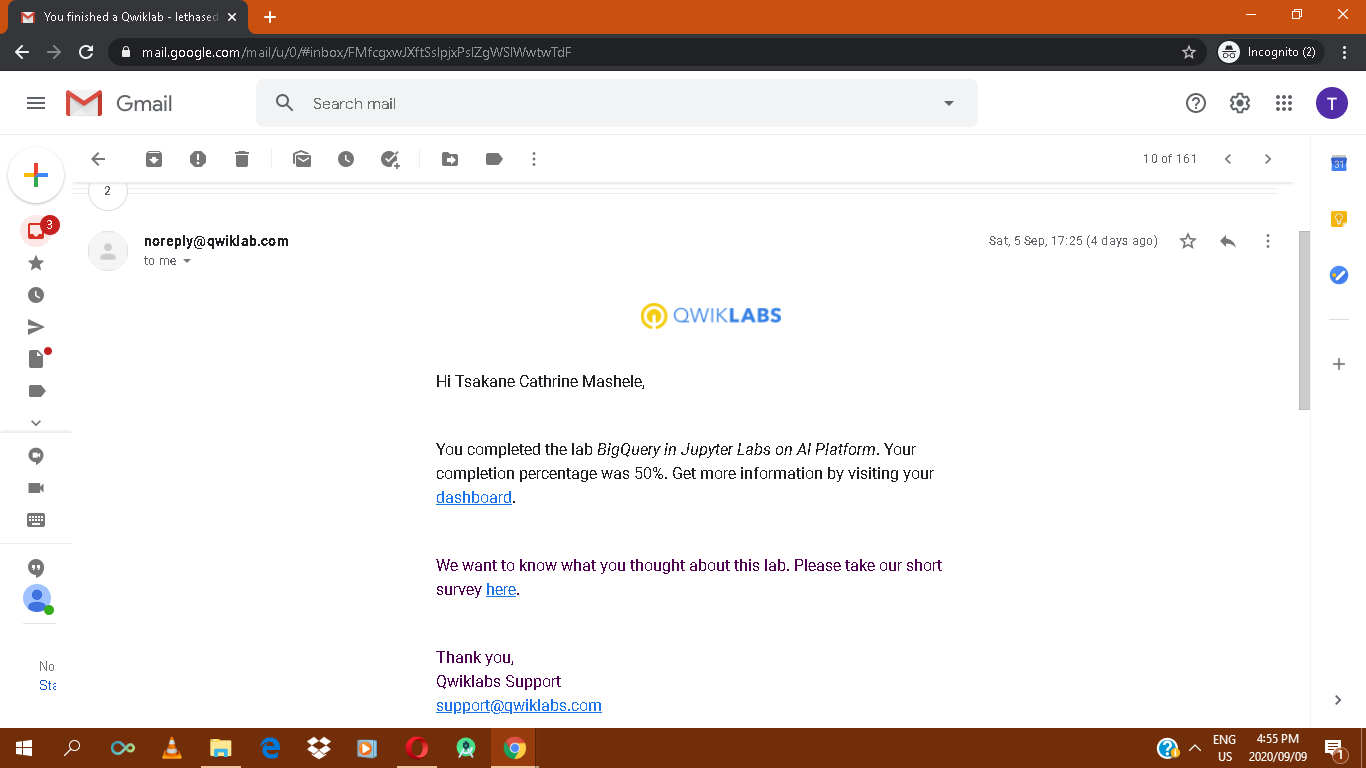 You finished a Qwiklab - lethased
mail.google.com/mail/u/0/#inbox/FMfcgxwJXftSslpjxPslZgWSlWwtwTdF
Incognito (2)
Gmail
Search mail
T
10 of 161
31
2
3
noreply@qwiklab.com
Sat, 5 Sep, 17:25 (4 days ago)
to me
QWIKLABS
Hi Tsakane Cathrine Mashele,
You completed the lab BigQuery in Jupyter Labs on AI Platform. Your
completion percentage was 50%. Get more information by visiting your
dashboard.
We want to know what you thought about this lab. Please take our short
survey here.
Thank you,
Qwiklabs Support
support@qwiklabs.com
No
Sta
ENG
US
4:55 PM
2020/09/09
1